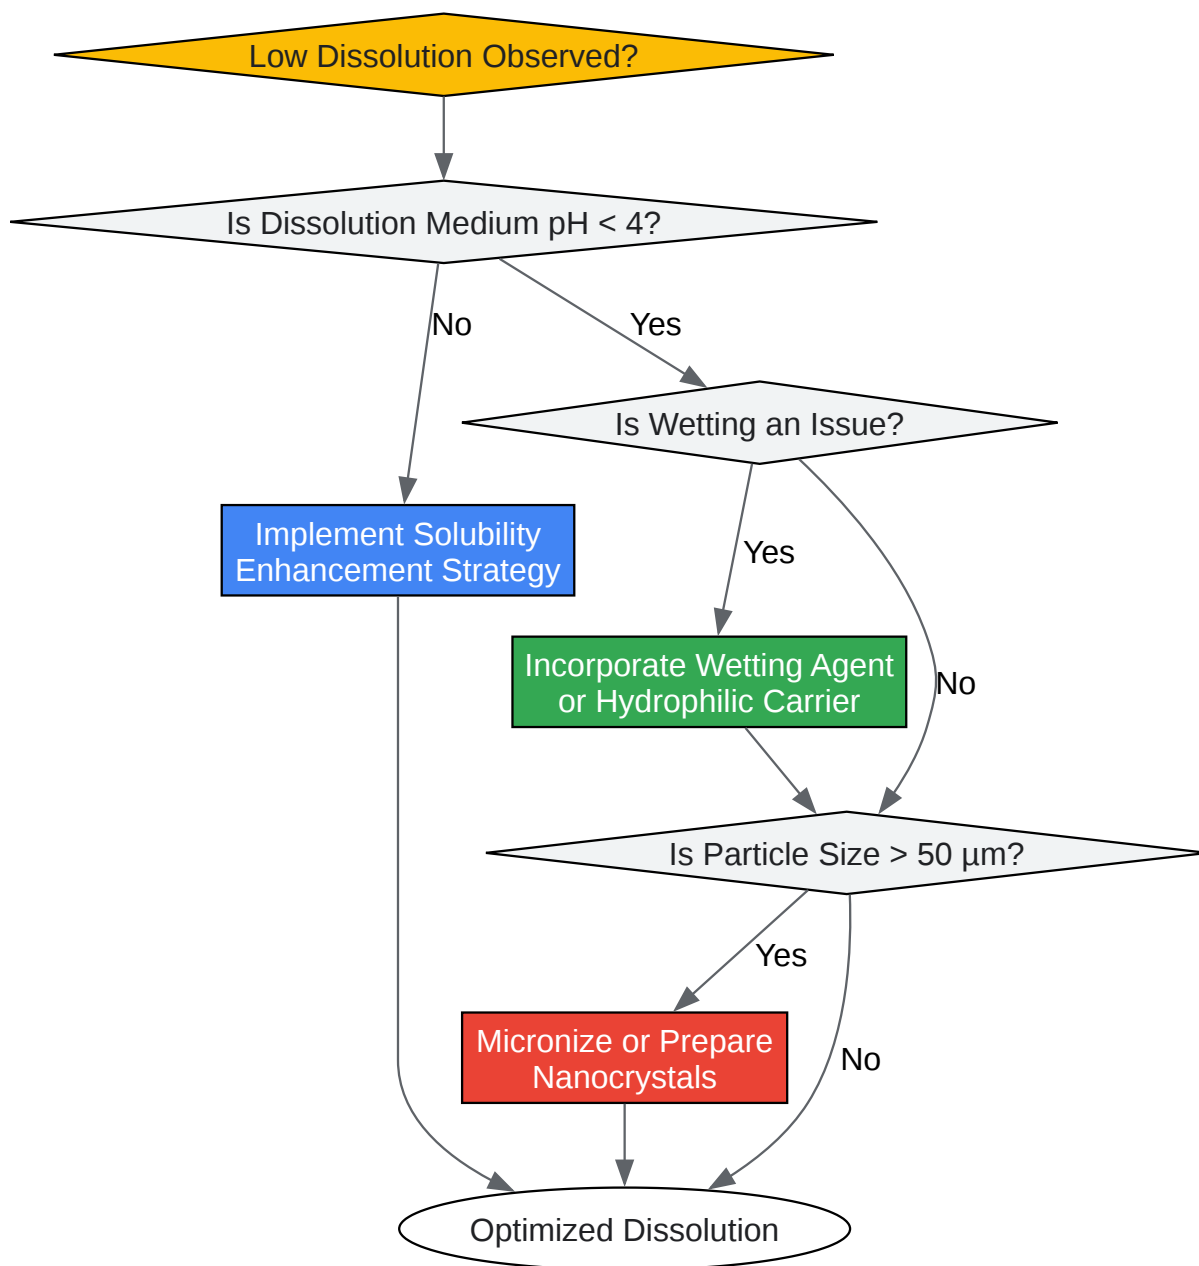 Low Dissolution Observed?
Is Dissolution Medium pH < 4?
No
Yes
Is Wetting an Issue?
Implement Solubility
Enhancement Strategy
Yes
Incorporate Wetting Agent
or Hydrophilic Carrier
No
Is Particle Size > 50 µm?
Yes
Micronize or Prepare
Nanocrystals
No
Optimized Dissolution